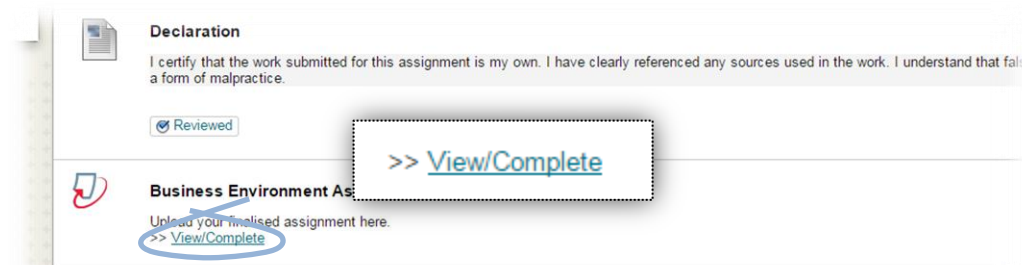 Declaration
I certify that the work submitted for this assignment is my own. I have clearly referenced any sources used in the work. I understand that
a form of malpractice.
Reviewed
>> View/Complete
Business Environment
Upload your finalised assignment here.
>> View/Complete